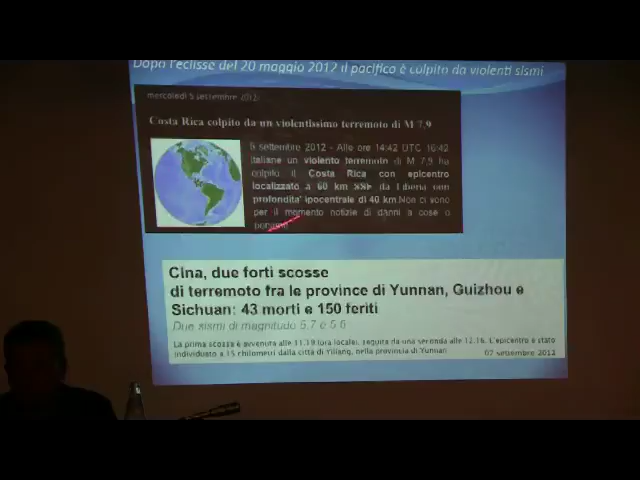 Dopo l'eclisse del 20 maggio 2012 il pacifico è colpito da violenti sismi
mercoledì 5 settembre 2012
Costa Rica colpito da un violentissimo terremoto di M 7,9
5 settembre 2012 - Alle ore 14:42 UTC 16:42
italiane un violento terremoto di M 7,9 ha
colpito il Costa Rica con epicentro
localizzato a 60 km da Liberia con
profondita' ipocentrale di 40 km.Non ci sono
per il momento notizie di danni a cose o
persone
Cina, due forti scosse
di terremoto fra le province di Yunnan, Guizhou e
Sichuan: 43 morti e 150 feriti
Due sismi di magnitudo 5.7 e 5.6
La prima scossa è avvenuta alle 11.19 (ora locale), seguita da una seconda alle 12.16. L'epicentro è stato
individuato a 15 chilometri dalla città di Yiliang, nella provincia di Yunnan
07 settembre 2012